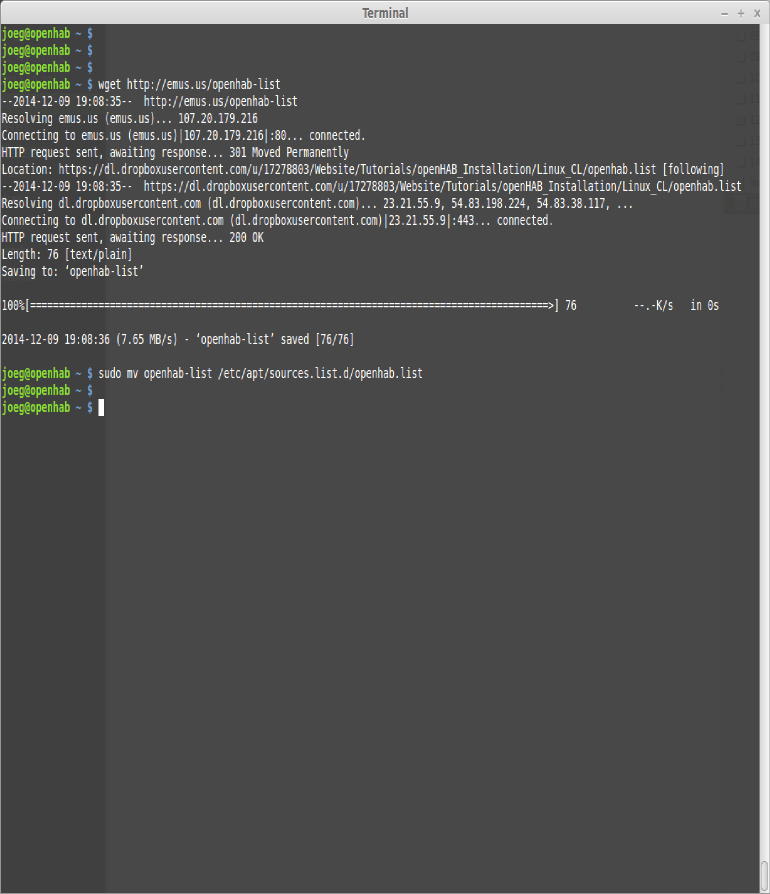 Terminal
joeg@openhab ~ $
joeg@openhab ~ $
joeg@openhab ~ $
joeg@openhab ~ $ wget http://emus.us/openhab-list
--2014-12-09 19:08:35--  http://emus.us/openhab-list
Resolving emus.us (emus.us)... 107.20.179.216
Connecting to emus.us (emus.us)|107.20.179.216|:80... connected.
HTTP request sent, awaiting response... 301 Moved Permanently
Location: https://dl.dropboxusercontent.com/u/17278803/Website/Tutorials/openHAB_Installation/Linux_CL/openhab.list [following]
--2014-12-09 19:08:35--  https://dl.dropboxusercontent.com/u/17278803/Website/Tutorials/openHAB_Installation/Linux_CL/openhab.list
Resolving dl.dropboxusercontent.com (dl.dropboxusercontent.com)... 23.21.55.9, 54.83.198.224, 54.83.38.117, ...
Connecting to dl.dropboxusercontent.com (dl.dropboxusercontent.com)|23.21.55.9|:443... connected.
HTTP request sent, awaiting response... 200 OK
Length: 76 [text/plain]
Saving to: ‘openhab-list’
100%[===========================================================================================>] 76          --.-K/s   in 0s
2014-12-09 19:08:36 (7.65 MB/s) - ‘openhab-list’ saved [76/76]
joeg@openhab ~ $ sudo mv openhab-list /etc/apt/sources.list.d/openhab.list
joeg@openhab ~ $
joeg@openhab ~ $